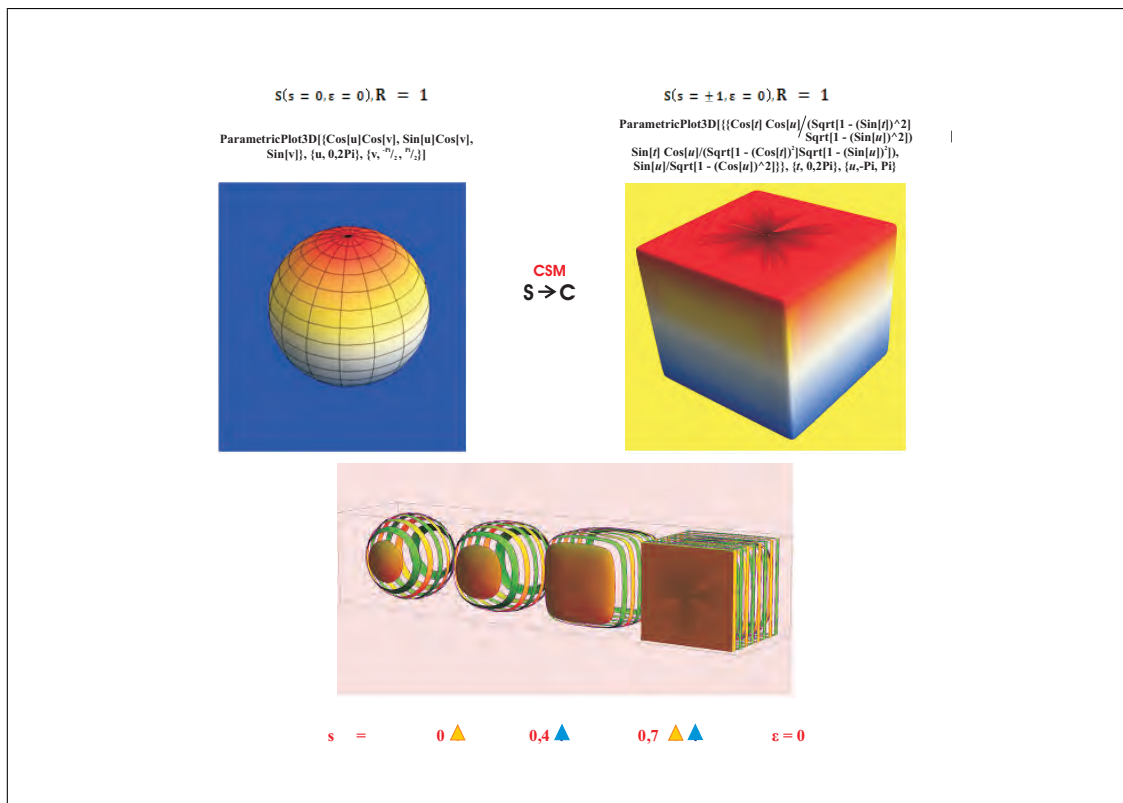 S(s = 0, ε = 0), R = 1
S(s = ±1, ε = 0), R = 1
ParametricPlot3D[{Cos[u]Cos[v], Sin[u]Cos[v],
Sin[v]}, {u, 0,2Pi}, {v, -Pi/2, Pi/2}]
ParametricPlot3D[{{Cos[t] Cos[u]/(Sqrt[1 - (Sin[t])^2]
Sqrt[1 - (Sin[u])^2])
Sin[t] Cos[u]/(Sqrt[1 - (Cos[t])²]Sqrt[1 - (Sin[u])²]),
Sin[u]/Sqrt[1 - (Cos[u])^2]}}, {t, 0,2Pi}, {u,-Pi, Pi}
CSM
S→C
s = 0 0,4 0,7 ε = 0